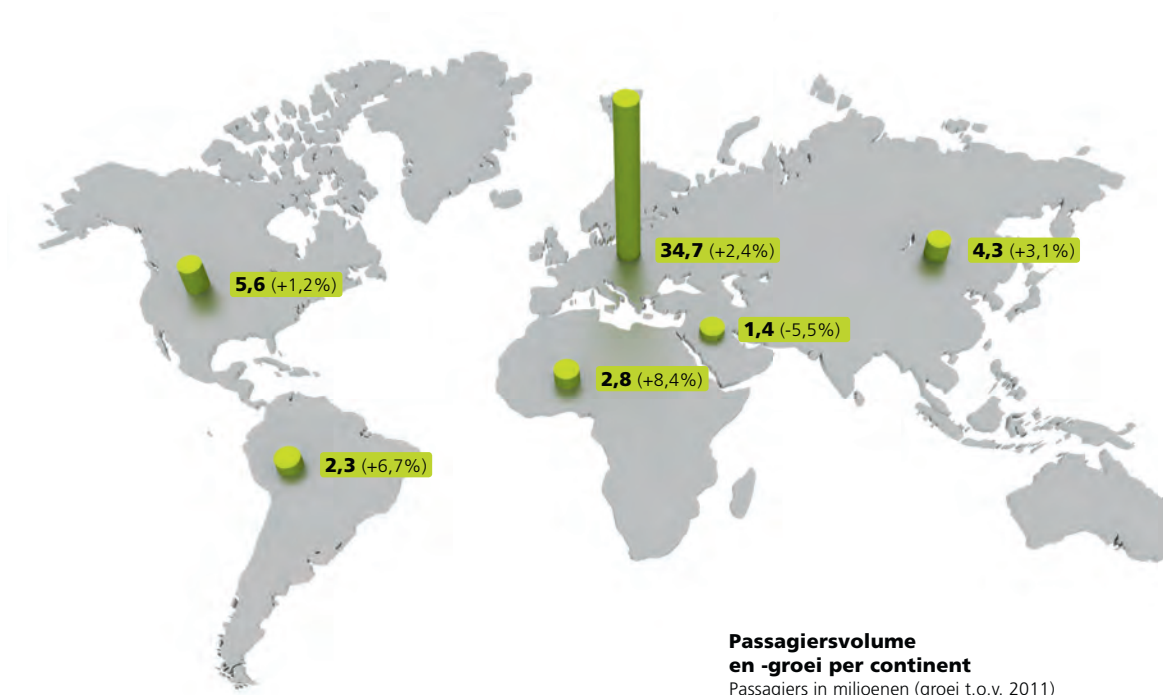 34,7 (+2,4%)
4,3 (+3,1%)
5,6 (+1,2%)
1,4 (-5,5%)
2,8 (+8,4%)
2,3 (+6,7%)
Passagiersvolume
en -groei per continent
Passagiers in miljoenen (groei t.o.v. 2011)